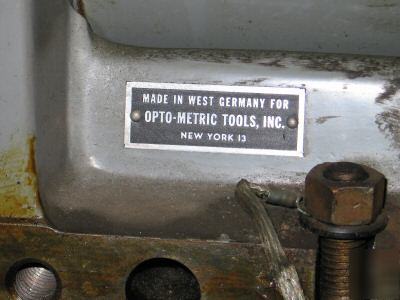 MADE IN WEST GERMANY FOR
OPTO-METRIC TOOLS, INC.
NEW YORK 13